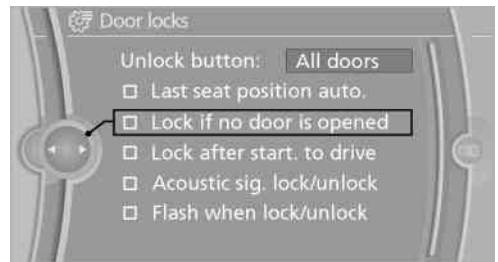 Door locks
Unlock button: All doors
Last seat position auto.
Lock if no door is opened
Lock after start. to drive
Acoustic sig. lock/unlock
Flash when lock/unlock